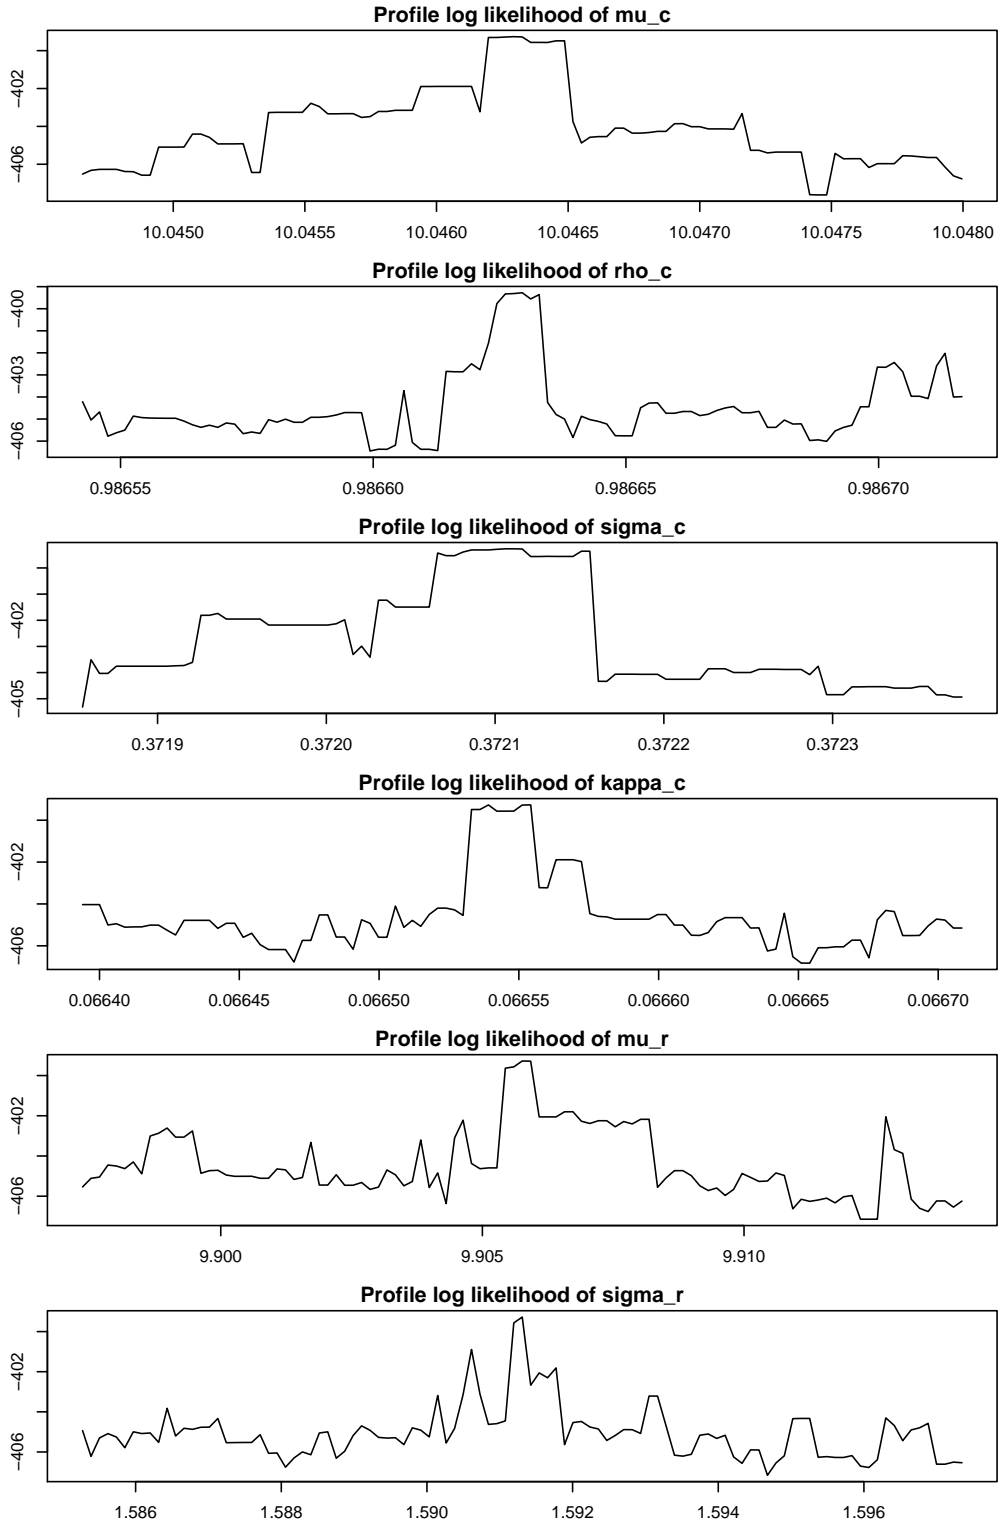 Profile log likelihood of mu_c
−402
−406
10.0450 10.0455 10.0460 10.0465 10.0470 10.0475 10.0480
Profile log likelihood of rho_c
−400
−403
−406
0.98655 0.98660 0.98665 0.98670
Profile log likelihood of sigma_c
−402
−405
0.3719 0.3720 0.3721 0.3722 0.3723
Profile log likelihood of kappa_c
−402
−406
0.06640 0.06645 0.06650 0.06655 0.06660 0.06665 0.06670
Profile log likelihood of mu_r
−402
−406
9.900 9.905 9.910
Profile log likelihood of sigma_r
−402
−406
1.586 1.588 1.590 1.592 1.594 1.596